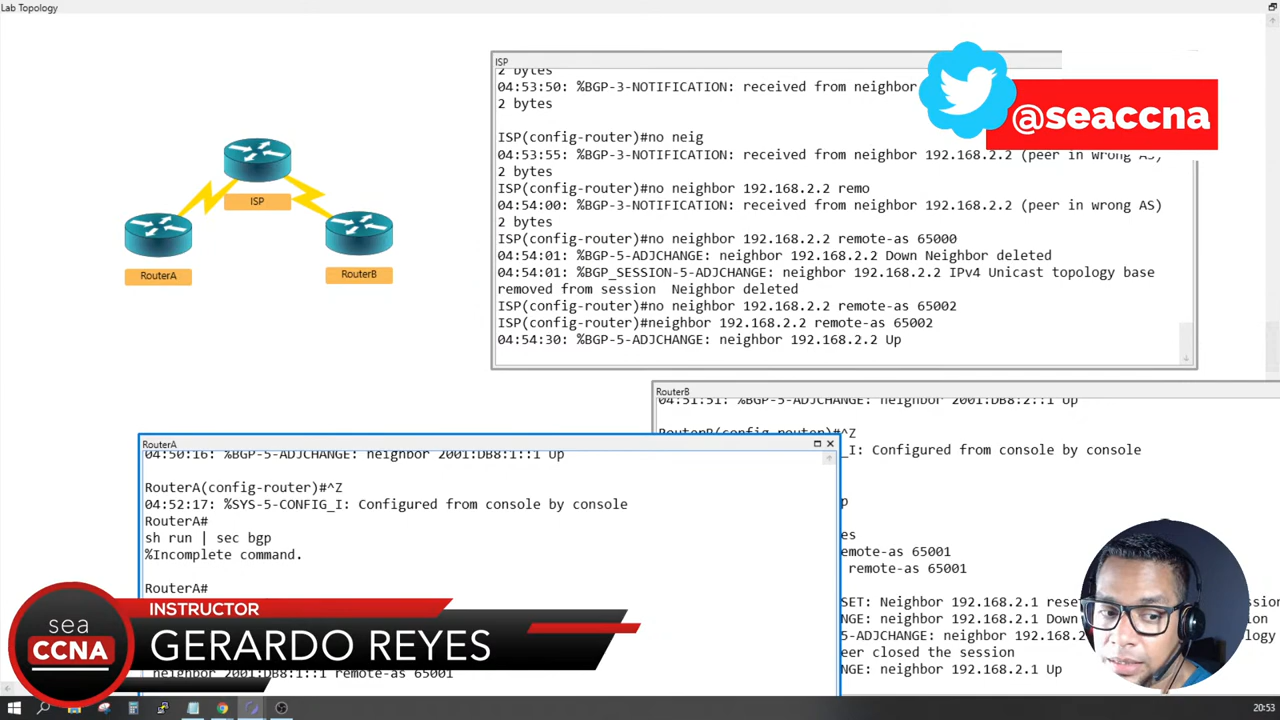 Lab Topology
ISP
RouterA
RouterB
ISP
2 bytes
04:53:50: %BGP-3-NOTIFICATION: received from neighbor
2 bytes
ISP(config-router)#no neig
04:53:55: %BGP-3-NOTIFICATION: received from neighbor 192.168.2.2 (peer in wrong AS)
2 bytes
ISP(config-router)#no neighbor 192.168.2.2 remo
04:54:00: %BGP-3-NOTIFICATION: received from neighbor 192.168.2.2 (peer in wrong AS)
2 bytes
ISP(config-router)#no neighbor 192.168.2.2 remote-as 65000
04:54:01: %BGP-5-ADJCHANGE: neighbor 192.168.2.2 Down Neighbor deleted
04:54:01: %BGP_SESSION-5-ADJCHANGE: neighbor 192.168.2.2 IPv4 Unicast topology base
removed from session  Neighbor deleted
ISP(config-router)#no neighbor 192.168.2.2 remote-as 65002
ISP(config-router)#neighbor 192.168.2.2 remote-as 65002
04:54:30: %BGP-5-ADJCHANGE: neighbor 192.168.2.2 Up
@seaccna
RouterB
04:51:51: %BGP-5-ADJCHANGE: neighbor 2001:DB8:2::1 Up
RouterB(config-router)#^Z
_I: Configured from console by console
p
es
emote-as 65001
remote-as 65001
SET: Neighbor 192.168.2.1 rese
NGE: neighbor 192.168.2.1 Down
5-ADJCHANGE: neighbor 192.168.2
eer closed the session
NGE: neighbor 192.168.2.1 Up
RouterA
04:50:16: %BGP-5-ADJCHANGE: neighbor 2001:DB8:1::1 Up
RouterA(config-router)#^Z
04:52:17: %SYS-5-CONFIG_I: Configured from console by console
RouterA#
sh run | sec bgp
%Incomplete command.
RouterA#
neighbor 2001:DB8:1::1 remote-as 65001
sea
CCNA
INSTRUCTOR
GERARDO REYES
20:53